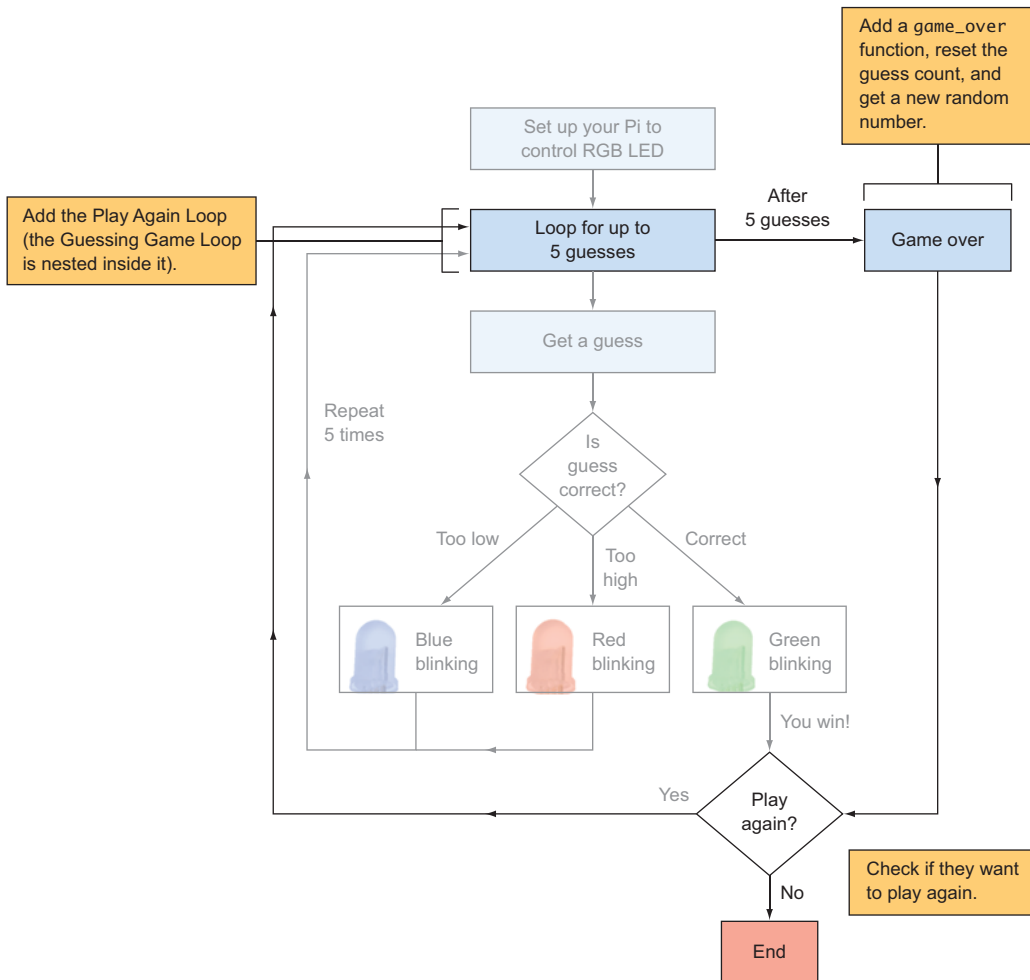 Add a game_over
function, reset the
guess count, and
get a new random
number.
Set up your Pi to
control RGB LED
Add the Play Again Loop
(the Guessing Game Loop
is nested inside it).
Loop for up to
5 guesses
After
5 guesses
Game over
Get a guess
Repeat
5 times
Is
guess
correct?
Too low
Too
high
Correct
Blue
blinking
Red
blinking
Green
blinking
You win!
Yes
Play
again?
Check if they want
to play again.
No
End